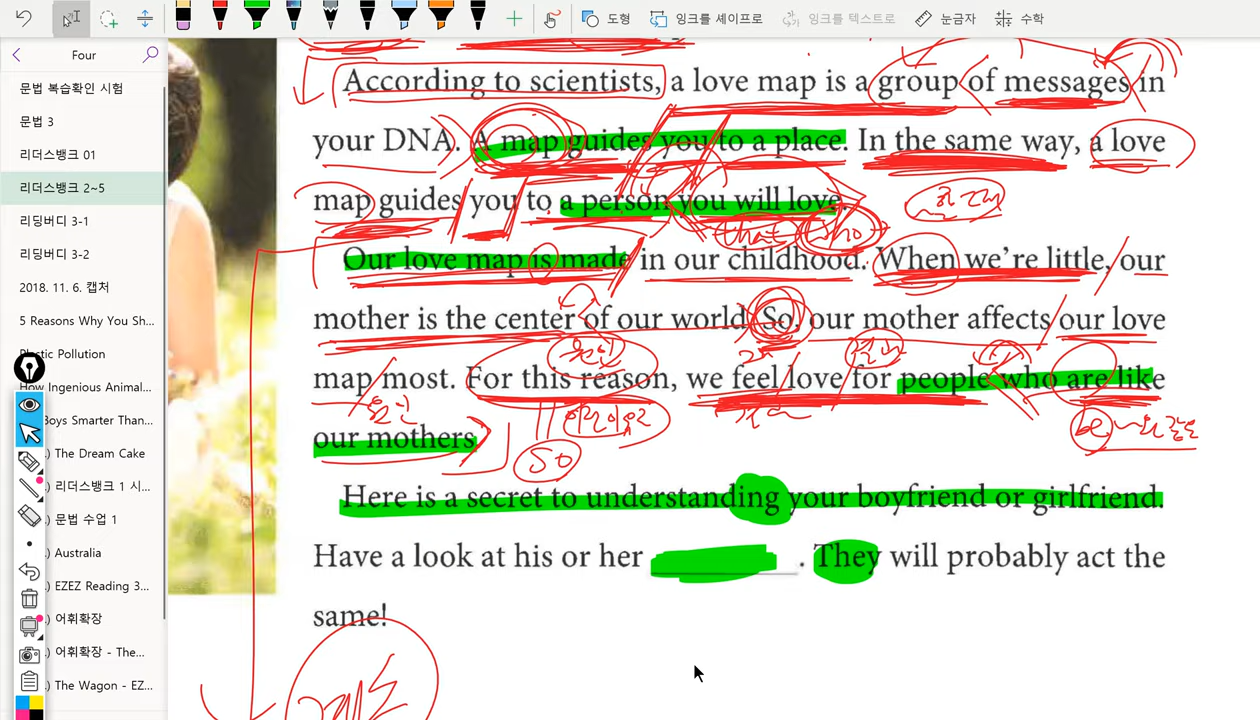 도형
잉크를 셰이프로
잉크를 텍스트로
눈금자
수학
Four
문법 복습확인 시험
문법 3
리더스뱅크 01
리더스뱅크 2~5
리딩버디 3-1
리딩버디 3-2
2018. 11. 6. 캡처
5 Reasons Why You Sh...
Plastic Pollution
How Ingenious Animal...
Boys Smarter Than...
.) The Dream Cake
.) 리더스뱅크 1 시...
.) 문법 수업 1
.) Australia
.) EZEZ Reading 3...
.) 어휘확장
.) 어휘확장 - The...
.) The Wagon - EZ...
According to scientists, a love map is a group of messages in
your DNA. A map guides you to a place. In the same way, a love
map guides you to a person you will love.
that who
Our love map is made in our childhood. When we're little, our
mother is the center of our world. So, our mother affects our love
원인 결과
map most. For this reason, we feel love for people who are like
원인 이런 이유로 be ~와 같은
our mothers.
SO
Here is a secret to understanding your boyfriend or girlfriend.
Have a look at his or her . They will probably act the
same!